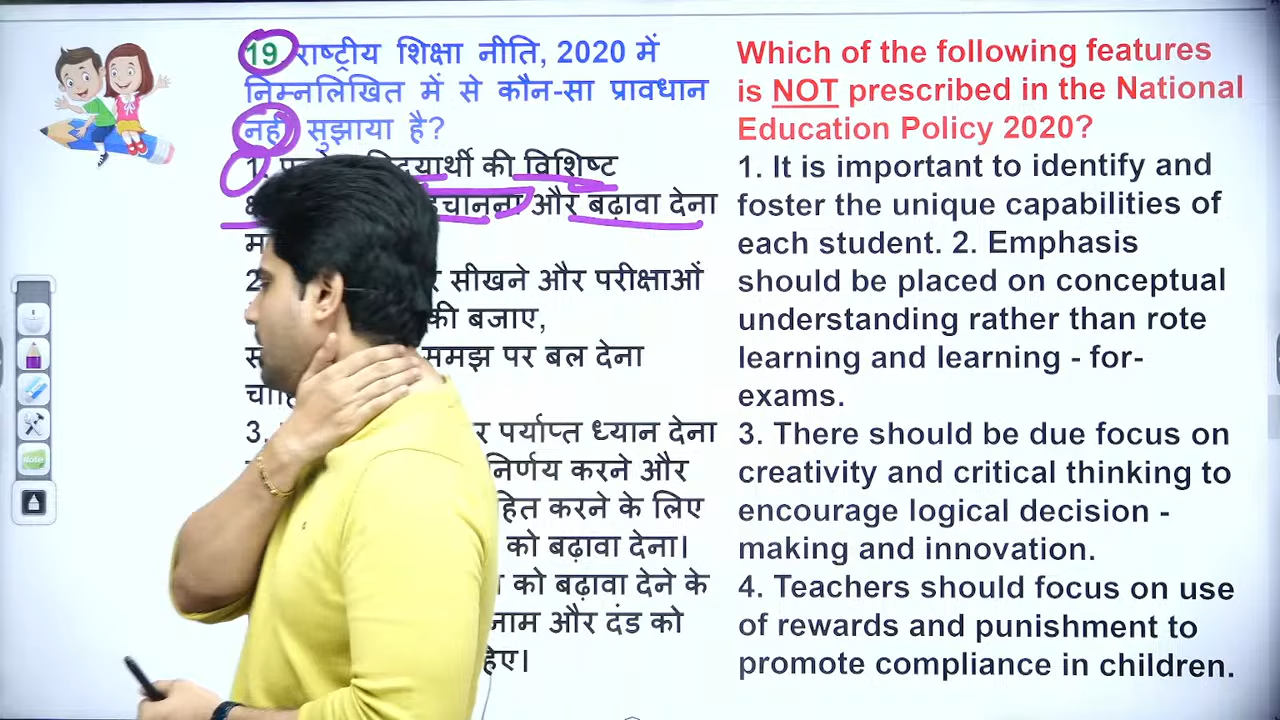 19 राष्ट्रीय शिक्षा नीति, 2020 में
निम्नलिखित में से कौन-सा प्रावधान
नहीं सुझाया है?
1. विद्यार्थी की विशिष्ट
और बढ़ावा देना
2 सीखने और परीक्षाओं
की बजाए,
समझ पर बल देना
3. पर्याप्त ध्यान देना
निर्णय करने और
करने के लिए
को बढ़ावा देना।
को बढ़ावा देने के
और दंड को
Which of the following features
is NOT prescribed in the National
Education Policy 2020?
1. It is important to identify and
foster the unique capabilities of
each student. 2. Emphasis
should be placed on conceptual
understanding rather than rote
learning and learning - for-
exams.
3. There should be due focus on
creativity and critical thinking to
encourage logical decision -
making and innovation.
4. Teachers should focus on use
of rewards and punishment to
promote compliance in children.